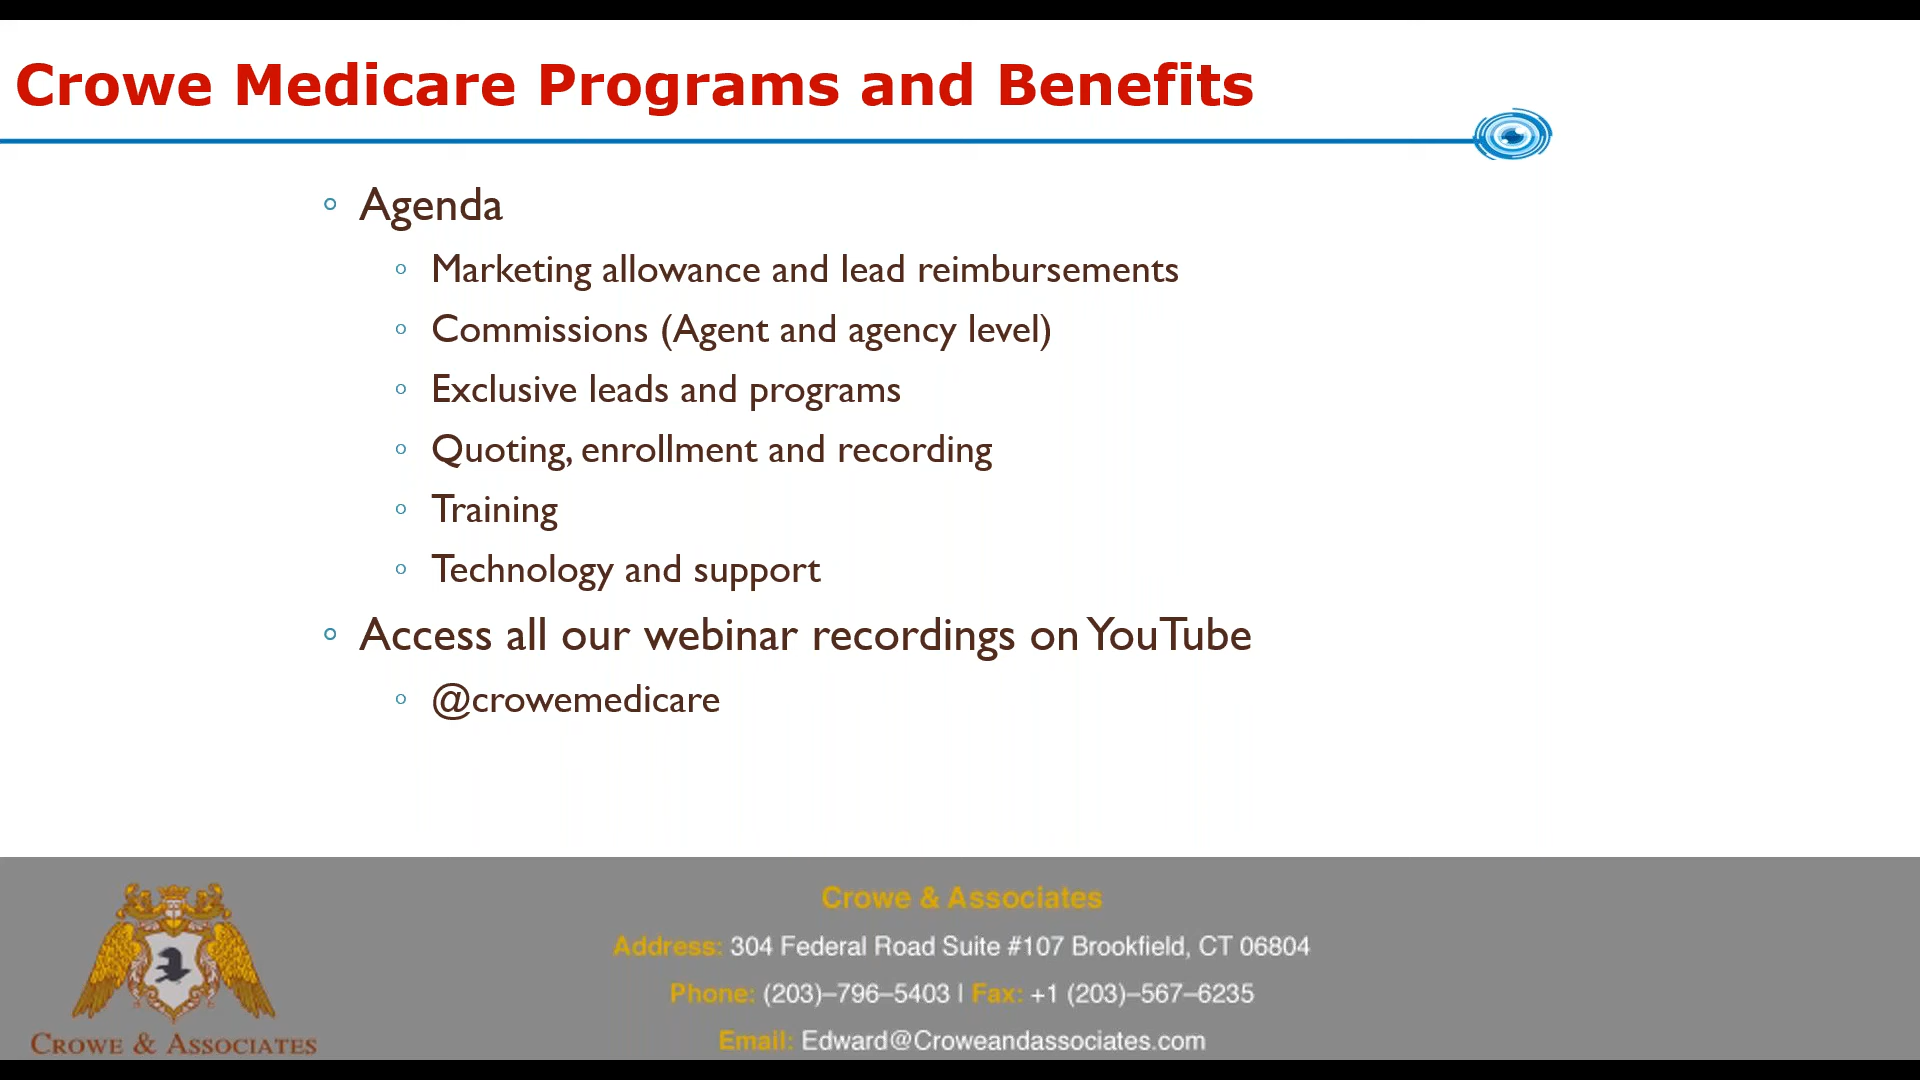 Crowe Medicare Programs and Benefits
Agenda
Marketing allowance and lead reimbursements
Commissions (Agent and agency level)
Exclusive leads and programs
Quoting, enrollment and recording
Training
Technology and support
Access all our webinar recordings on YouTube
@crowemedicare
Crowe & Associates
Address: 304 Federal Road Suite #107 Brookfield, CT 06804
Phone: (203)–796–5403 | Fax: +1 (203)–567–6235
Email: Edward@Croweandassociates.com
CROWE & ASSOCIATES